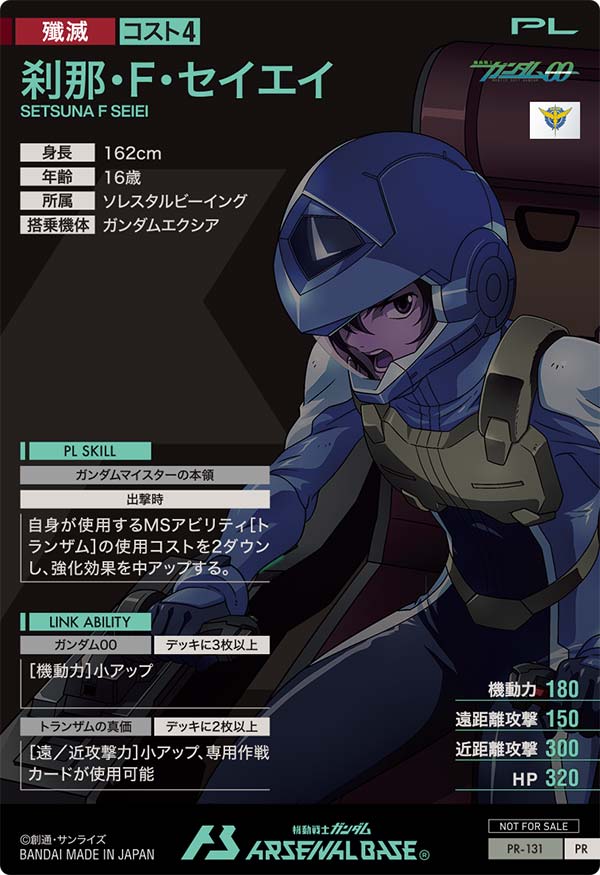 殲滅 コスト4 PL
刹那・F・セイエイ
SETSUNA F SEIEI
ガンダム00
身長 162cm
年齢 16歳
所属 ソレスタルビーイング
搭乗機体 ガンダムエクシア
PL SKILL
ガンダムマイスターの本領
出撃時
自身が使用するMSアビリティ[ト
ランザム]の使用コストを2ダウン
し、強化効果を中アップする。
LINK ABILITY
ガンダム00 デッキに3枚以上
[機動力]小アップ
トランザムの真価 デッキに2枚以上
[遠／近攻撃力]小アップ、専用作戦
カードが使用可能
機動力 180
遠距離攻撃 150
近距離攻撃 300
HP 320
NOT FOR SALE
PR-131 PR
©創通・サンライズ
BANDAI MADE IN JAPAN
機動戦士ガンダム
AB ARSENAL BASE®